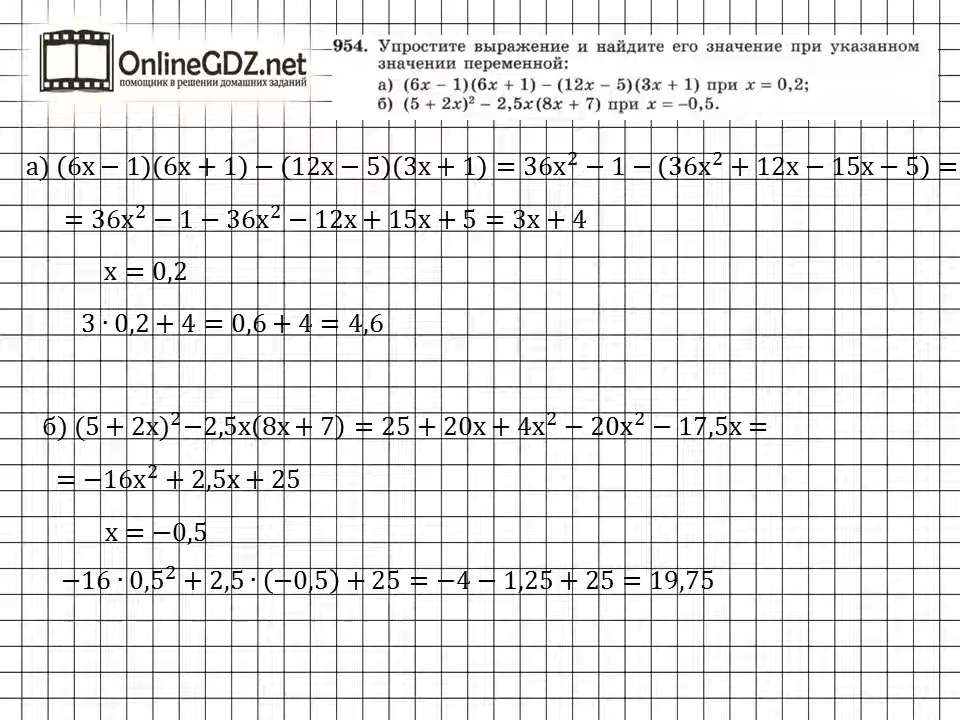 OnlineGDZ.net
помощник в решении домашних заданий
954. Упростите выражение и найдите его значение при указанном
значении переменной:
а) (6x − 1)(6x + 1) − (12x − 5)(3x + 1) при x = 0,2;
б) (5 + 2x)² − 2,5x(8x + 7) при x = −0,5.
а) (6x − 1)(6x + 1) − (12x − 5)(3x + 1) = 36x² − 1 − (36x² + 12x − 15x − 5) =
= 36x² − 1 − 36x² − 12x + 15x + 5 = 3x + 4
x = 0,2
3 · 0,2 + 4 = 0,6 + 4 = 4,6
б) (5 + 2x)²−2,5x(8x + 7) = 25 + 20x + 4x² − 20x² − 17,5x =
= −16x² + 2,5x + 25
x = −0,5
−16 · 0,5² + 2,5 · (−0,5) + 25 = −4 − 1,25 + 25 = 19,75